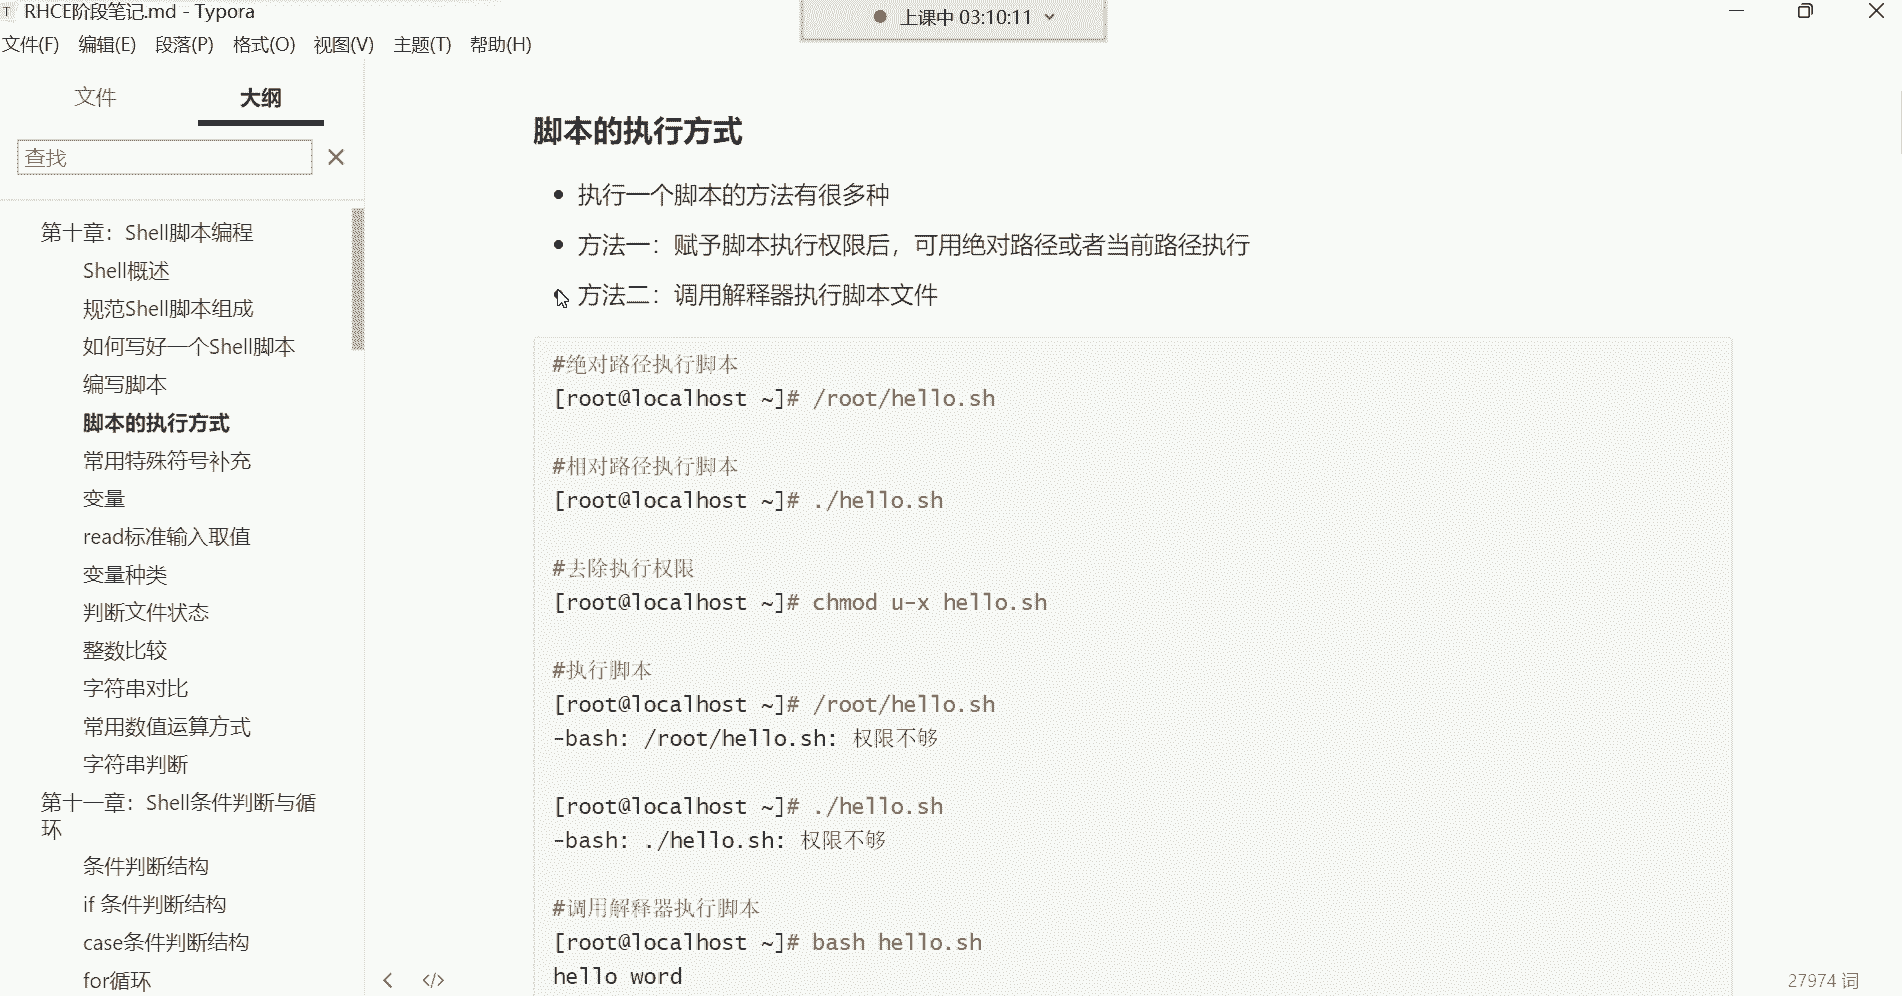 RHCE阶段笔记.md - Typora
上课中 03:10:11
文件(F) 编辑(E) 段落(P) 格式(O) 视图(V) 主题(T) 帮助(H)
文件 大纲
查找
第十章：Shell脚本编程
Shell概述
规范Shell脚本组成
如何写好一个Shell脚本
编写脚本
脚本的执行方式
常用特殊符号补充
变量
read标准输入取值
变量种类
判断文件状态
整数比较
字符串对比
常用数值运算方式
字符串判断
第十一章：Shell条件判断与循
环
条件判断结构
if 条件判断结构
case条件判断结构
for循环
脚本的执行方式
执行一个脚本的方法有很多种
方法一：赋予脚本执行权限后，可用绝对路径或者当前路径执行
方法二：调用解释器执行脚本文件
#绝对路径执行脚本
[root@localhost ~]# /root/hello.sh
#相对路径执行脚本
[root@localhost ~]# ./hello.sh
#去除执行权限
[root@localhost ~]# chmod u-x hello.sh
#执行脚本
[root@localhost ~]# /root/hello.sh
-bash: /root/hello.sh: 权限不够
[root@localhost ~]# ./hello.sh
-bash: ./hello.sh: 权限不够
#调用解释器执行脚本
[root@localhost ~]# bash hello.sh
hello word
27974 词